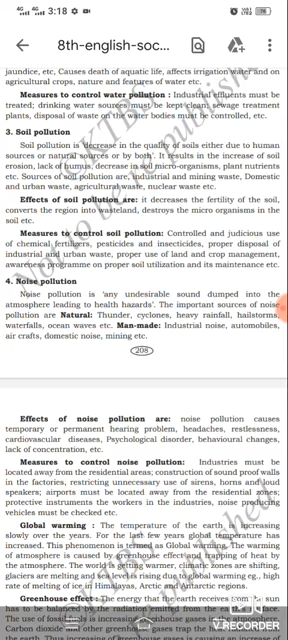 3:18
78
8th-english-soc...
jaundice, etc, Causes death of aquatic life, affects irrigation water and on
agricultural crops, nature and features of water etc.
Measures to control water pollution : Industrial effluents must be
treated; drinking water sources must be kept clean; sewage treatment
plants, disposal of waste on the water bodies must be controlled, etc.
3. Soil pollution
Soil pollution is 'decrease in the quality of soils either due to human
sources or natural sources or by both'. It results in the increase of soil
erosion, lack of humus, decrease in soil micro-organisms, plant nutrients
etc. Sources of soil pollution are, industrial and mining waste, Domestic
and urban waste, agricultural waste, nuclear waste etc.
Effects of soil pollution are: it decreases the fertility of the soil,
converts the region into wasteland, destroys the micro organisms in the
soil etc.
Measures to control soil pollution: Controlled and judicious use
of chemical fertilizers, pesticides and insecticides, proper disposal of
industrial and urban waste, proper use of land and crop management,
awareness programme on proper soil utilization and its maintenance etc.
4. Noise pollution
Noise pollution is 'any undesirable sound dumped into the
atmosphere leading to health hazards'. The important sources of noise
pollution are Natural: Thunder, cyclones, heavy rainfall, hailstorms,
waterfalls, ocean waves etc. Man-made: Industrial noise, automobiles,
air crafts, domestic noise, mining etc.
208
Effects of noise pollution are: noise pollution causes
temporary or permanent hearing problem, headaches, restlessness,
cardiovascular diseases, Psychological disorder, behavioural changes,
lack of concentration, etc.
Measures to control noise pollution: Industries must be
located away from the residential areas; construction of sound proof walls
in the factories, restricting unnecessary use of sirens, horns and loud
speakers; airports must be located away from the residential zones;
protection instruments the workers in the industries, noise producing
vehicles must be checked etc.
Global warming : The temperature of the earth is increasing
slowly over the years. For the last few years global temperature has
increased. This phenomenon is termed as Global warming. The warming
of atmosphere is caused by greenhouse effect and trapping of heat by
the atmosphere. The world is getting warmer, climatic zones are shifting,
glaciers are melting and sea level is rising due to global warming eg., high
rate of melting of ice in Himalayas, Arctic and Antarctic regions.
Greenhouse effect : The energy that the earth receives from the sun
has to be balanced by the radiation emitted from the earth's surface.
The use of fossil fuels is increasing greenhouse gases in the atmosphere.
Carbon dioxide and other greenhouse gases trap the heat, leaving
the earth. Thus increasing of greenhouse gases is causing an increase of